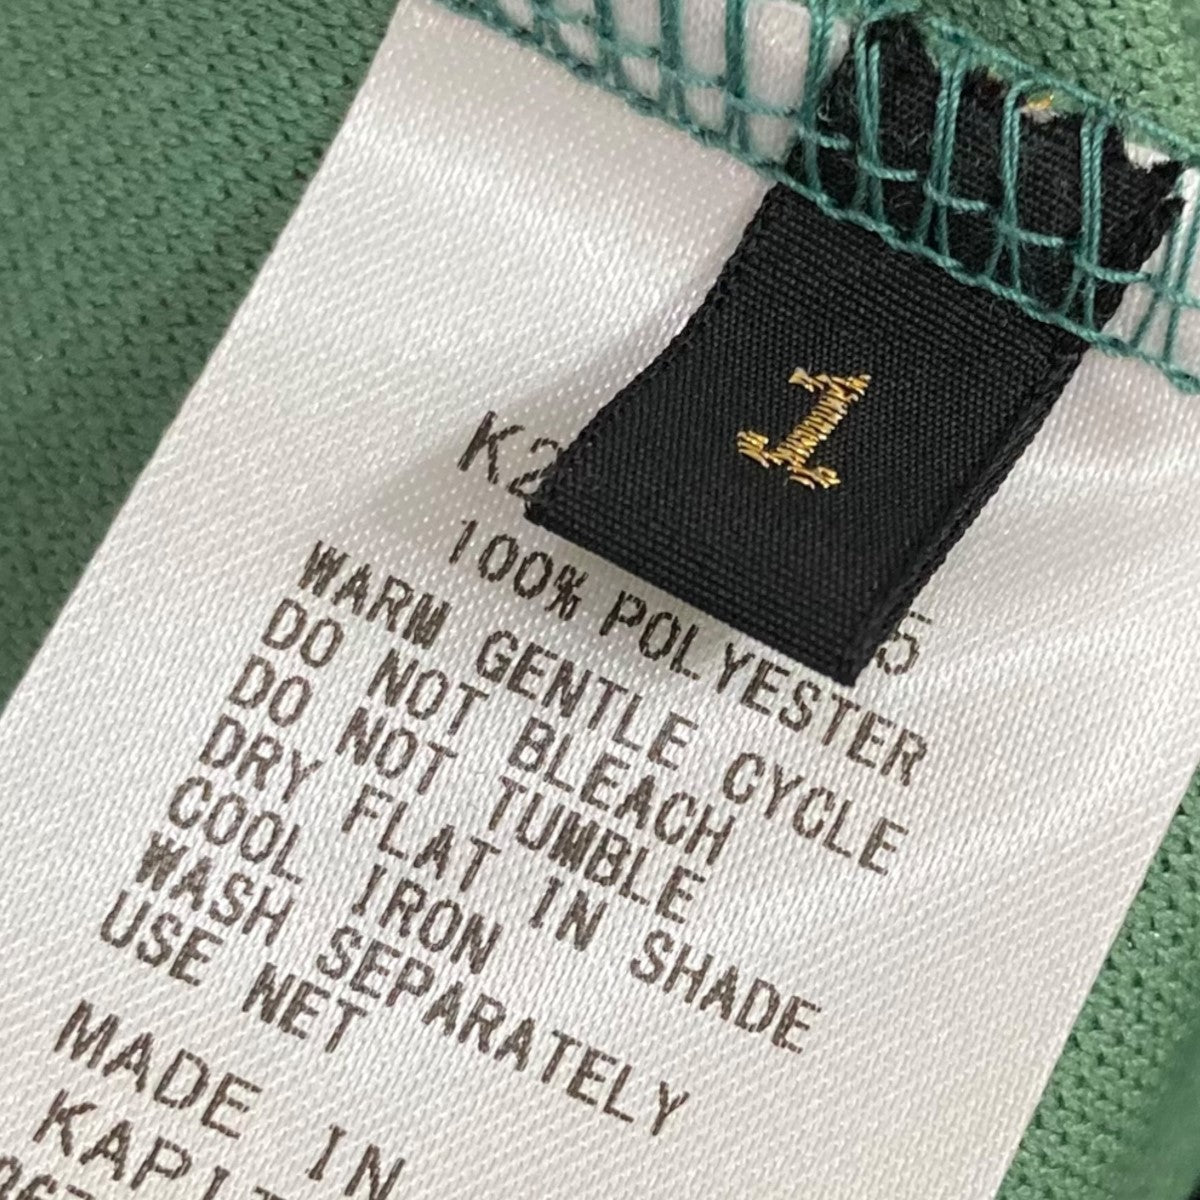 1
100% POLYESTER
WARM GENTLE CYCLE
DO NOT BLEACH
DO NOT TUMBLE
DRY FLAT IN SHADE
COOL IRON
WASH SEPARATELY
USE NET
MADE IN